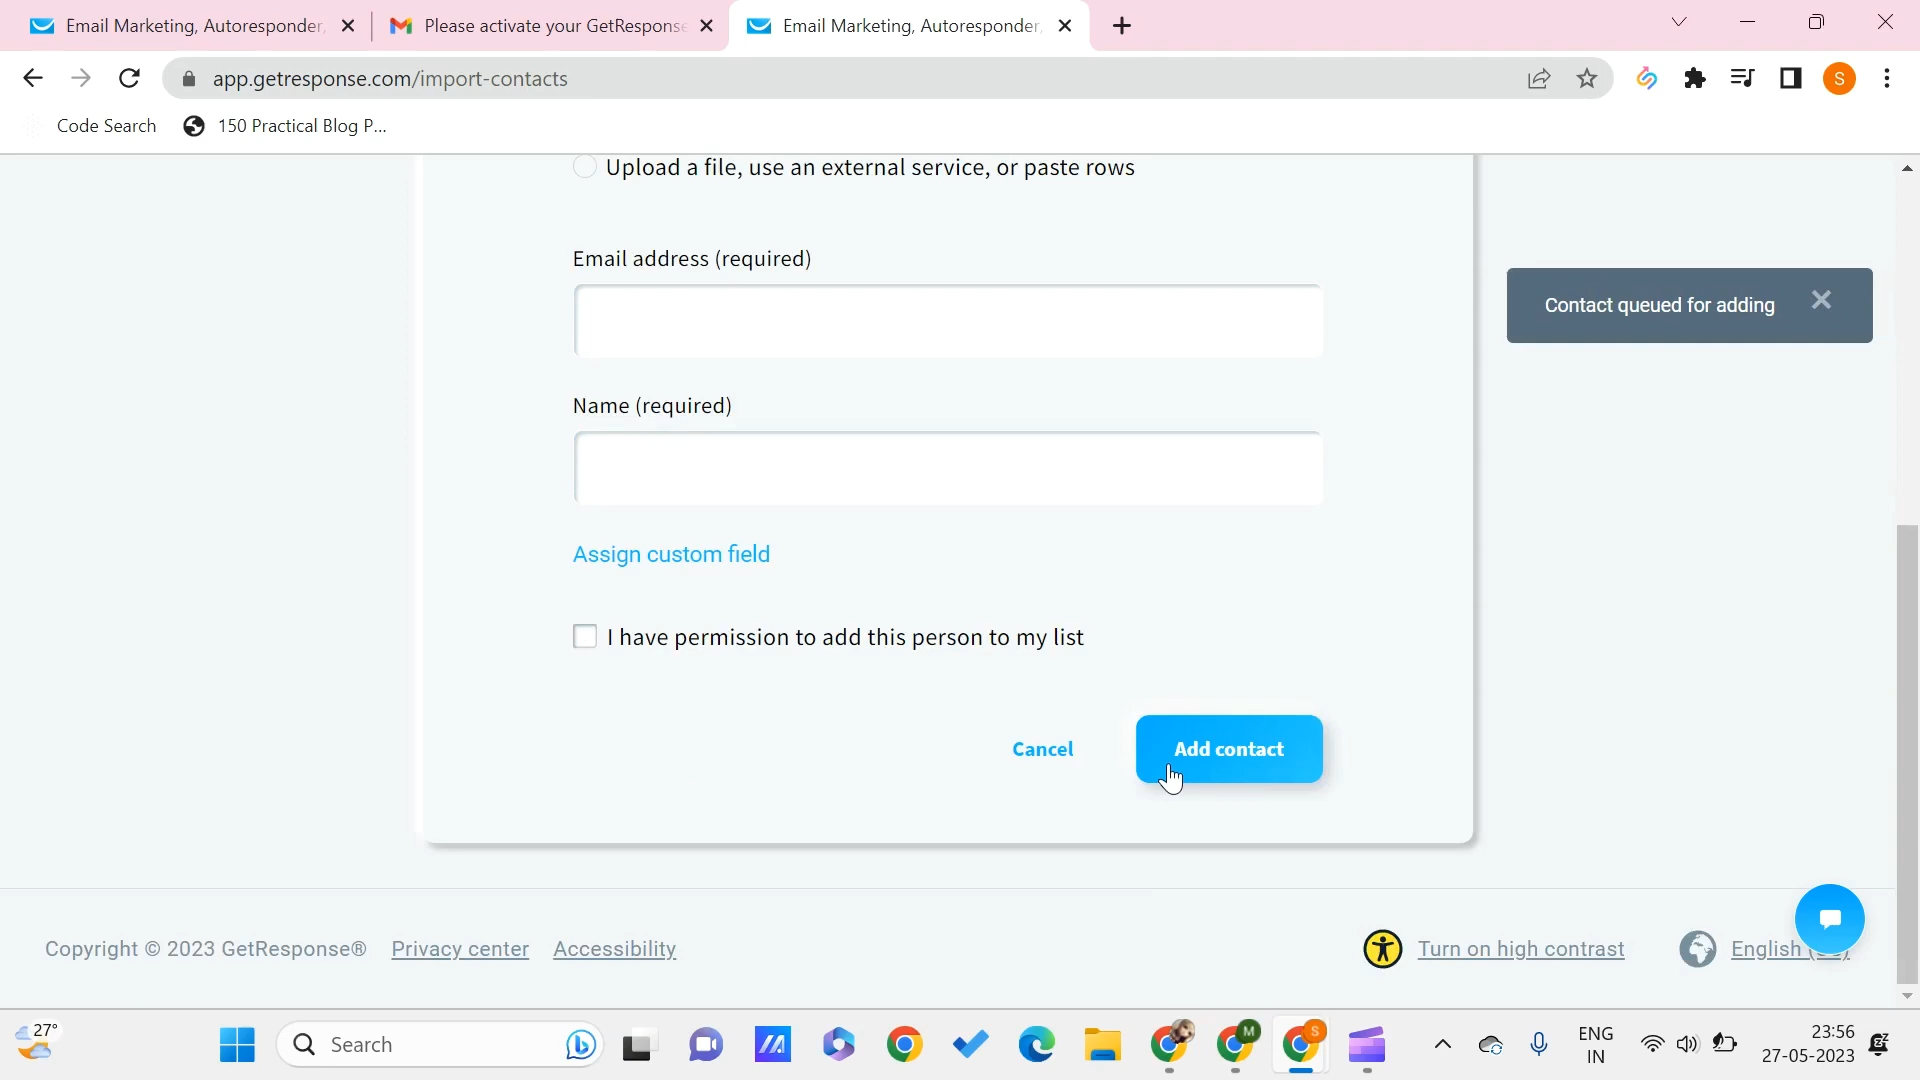 Email Marketing, Autoresponder,
Please activate your GetResponse
Email Marketing, Autoresponder,
app.getresponse.com/import-contacts
S
Code Search
150 Practical Blog P...
Upload a file, use an external service, or paste rows
Email address (required)
Contact queued for adding
Name (required)
Assign custom field
I have permission to add this person to my list
Cancel
Add contact
Copyright © 2023 GetResponse®
Privacy center
Accessibility
Turn on high contrast
English
27°
Search
M
S
ENG
IN
23:56
27-05-2023